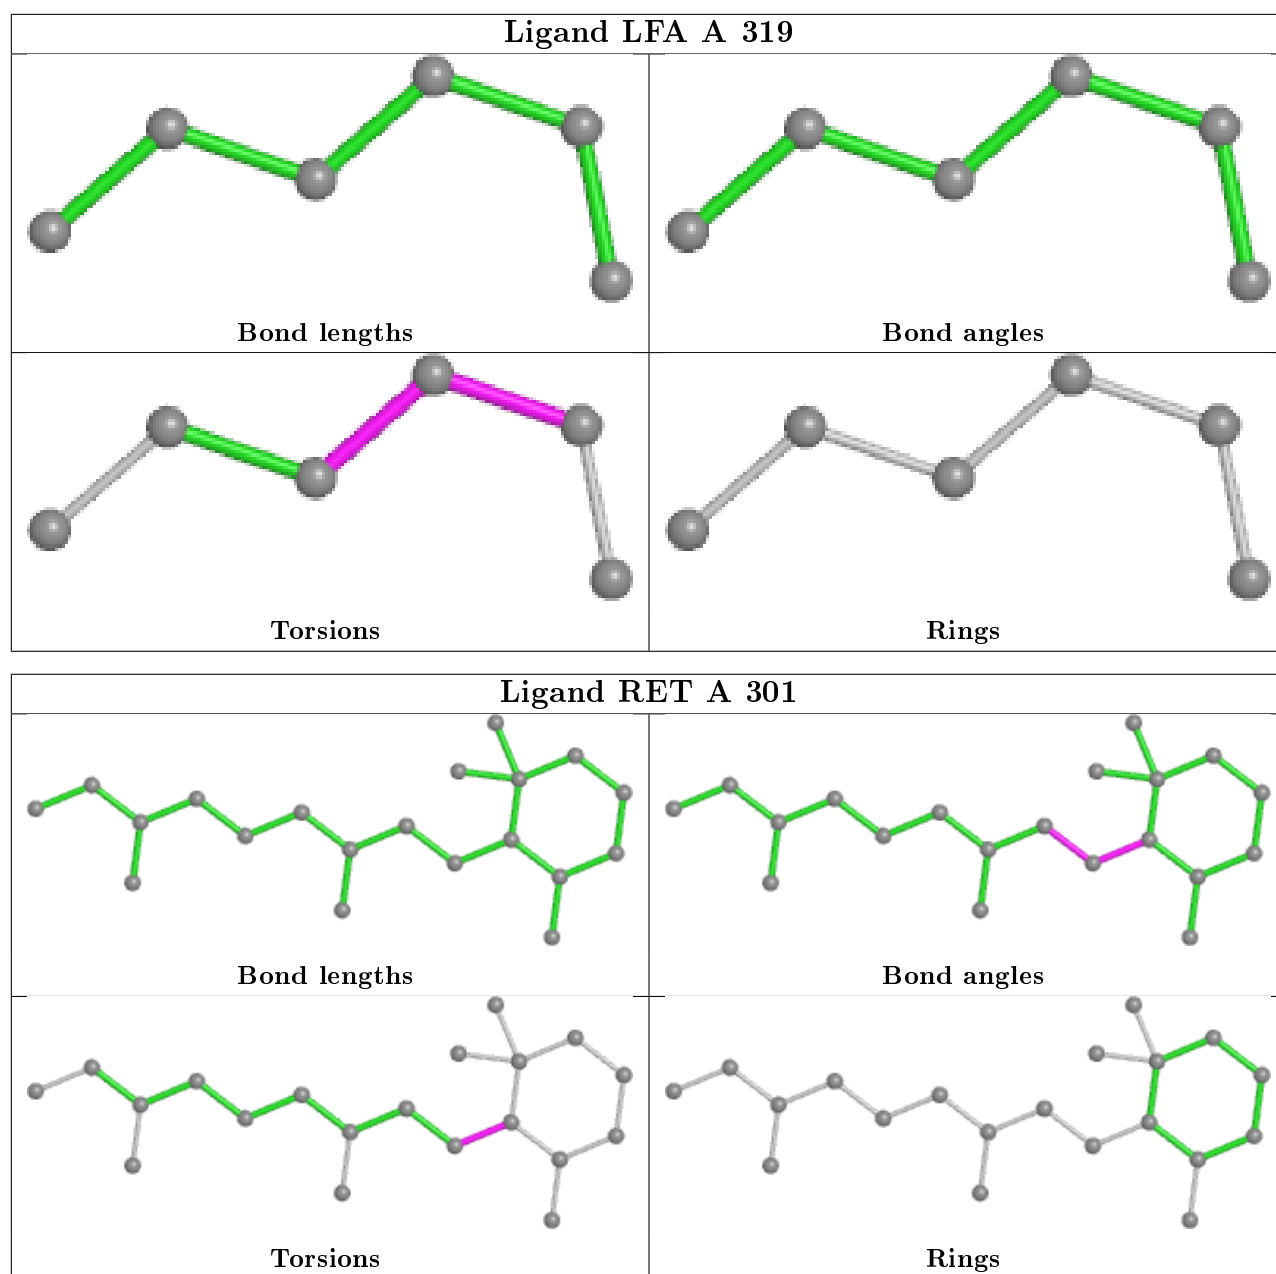 Ligand LFA A 319
Bond lengths
Bond angles
Torsions
Rings
Ligand RET A 301
Bond lengths
Bond angles
Torsions
Rings